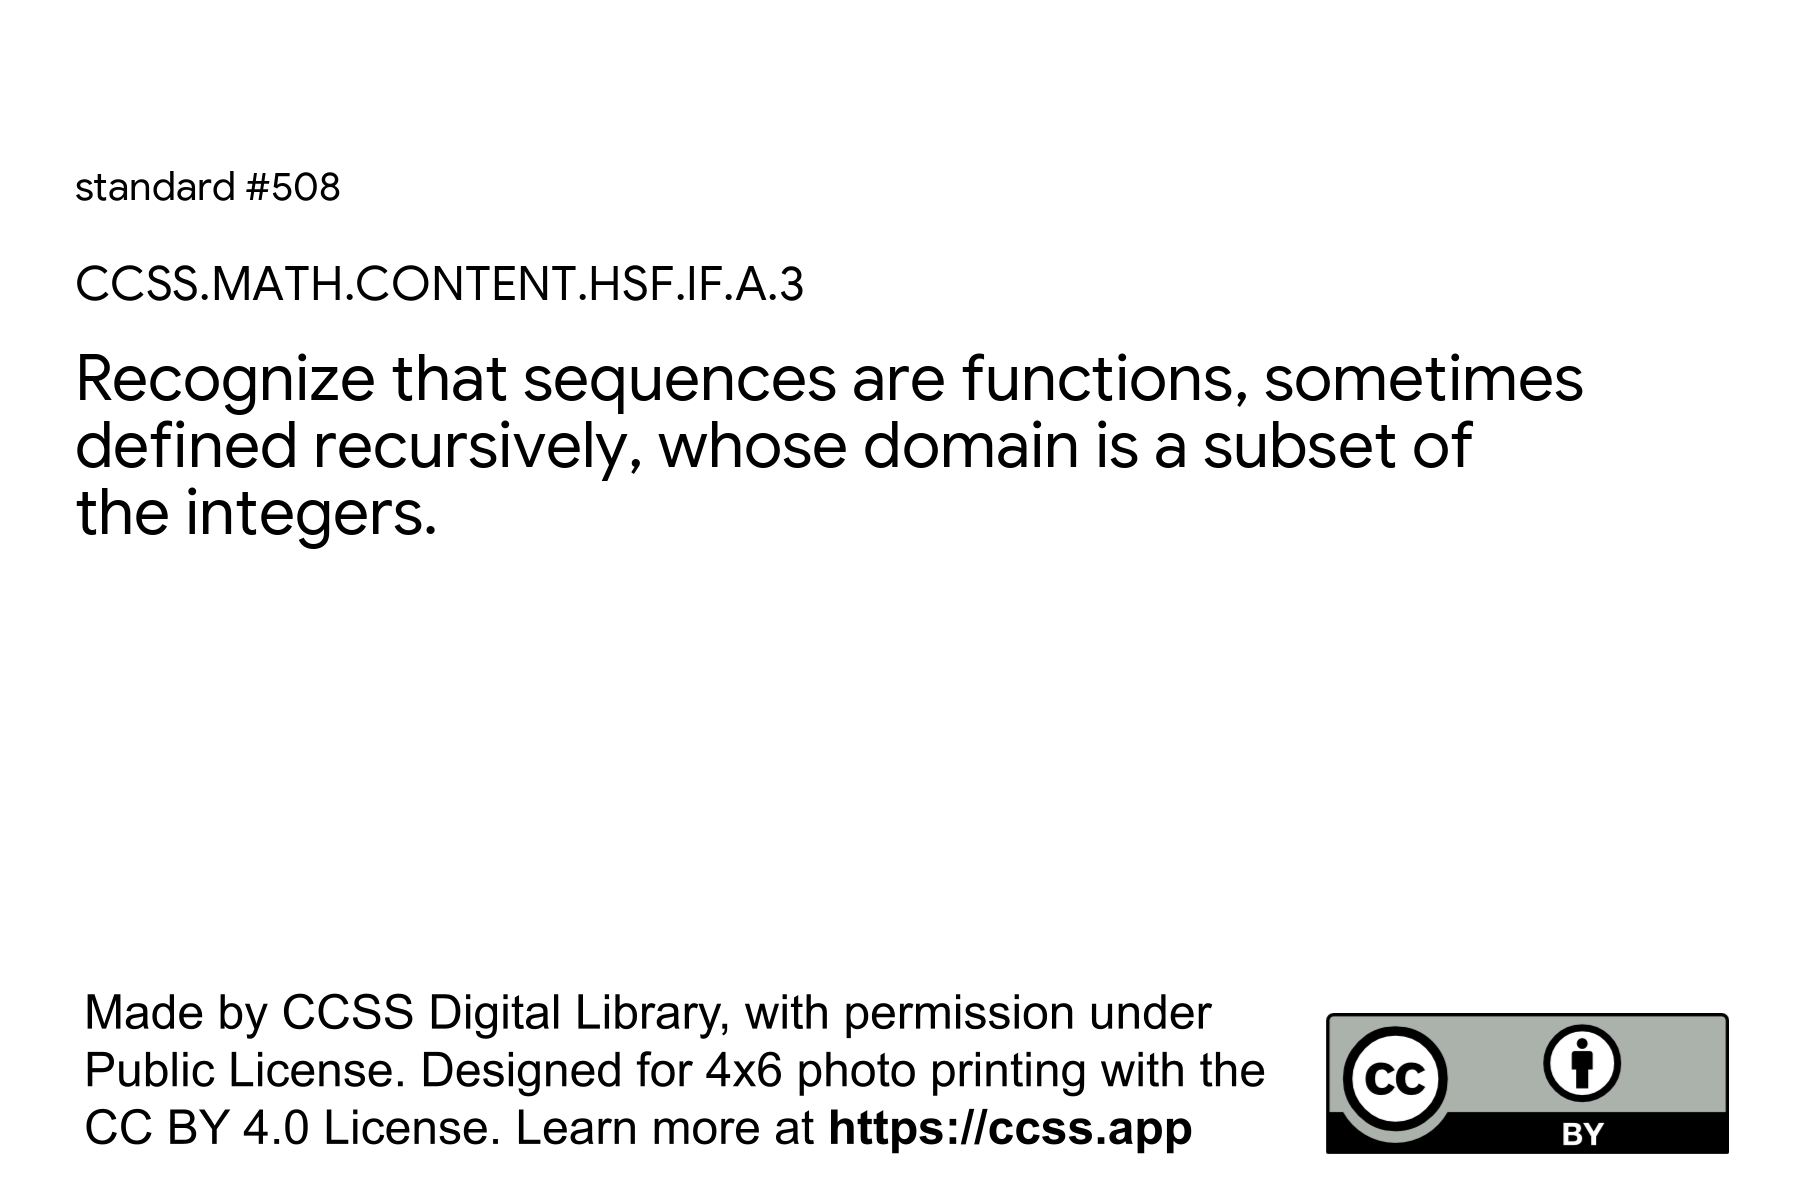 standard #508
CCSS.MATH.CONTENT.HSF.IF.A.3
Recognize that sequences are functions, sometimes
defined recursively, whose domain is a subset of
the integers.
Made by CCSS Digital Library, with permission under
Public License. Designed for 4x6 photo printing with the
CC BY 4.0 License. Learn more at https://ccss.app
CC
BY